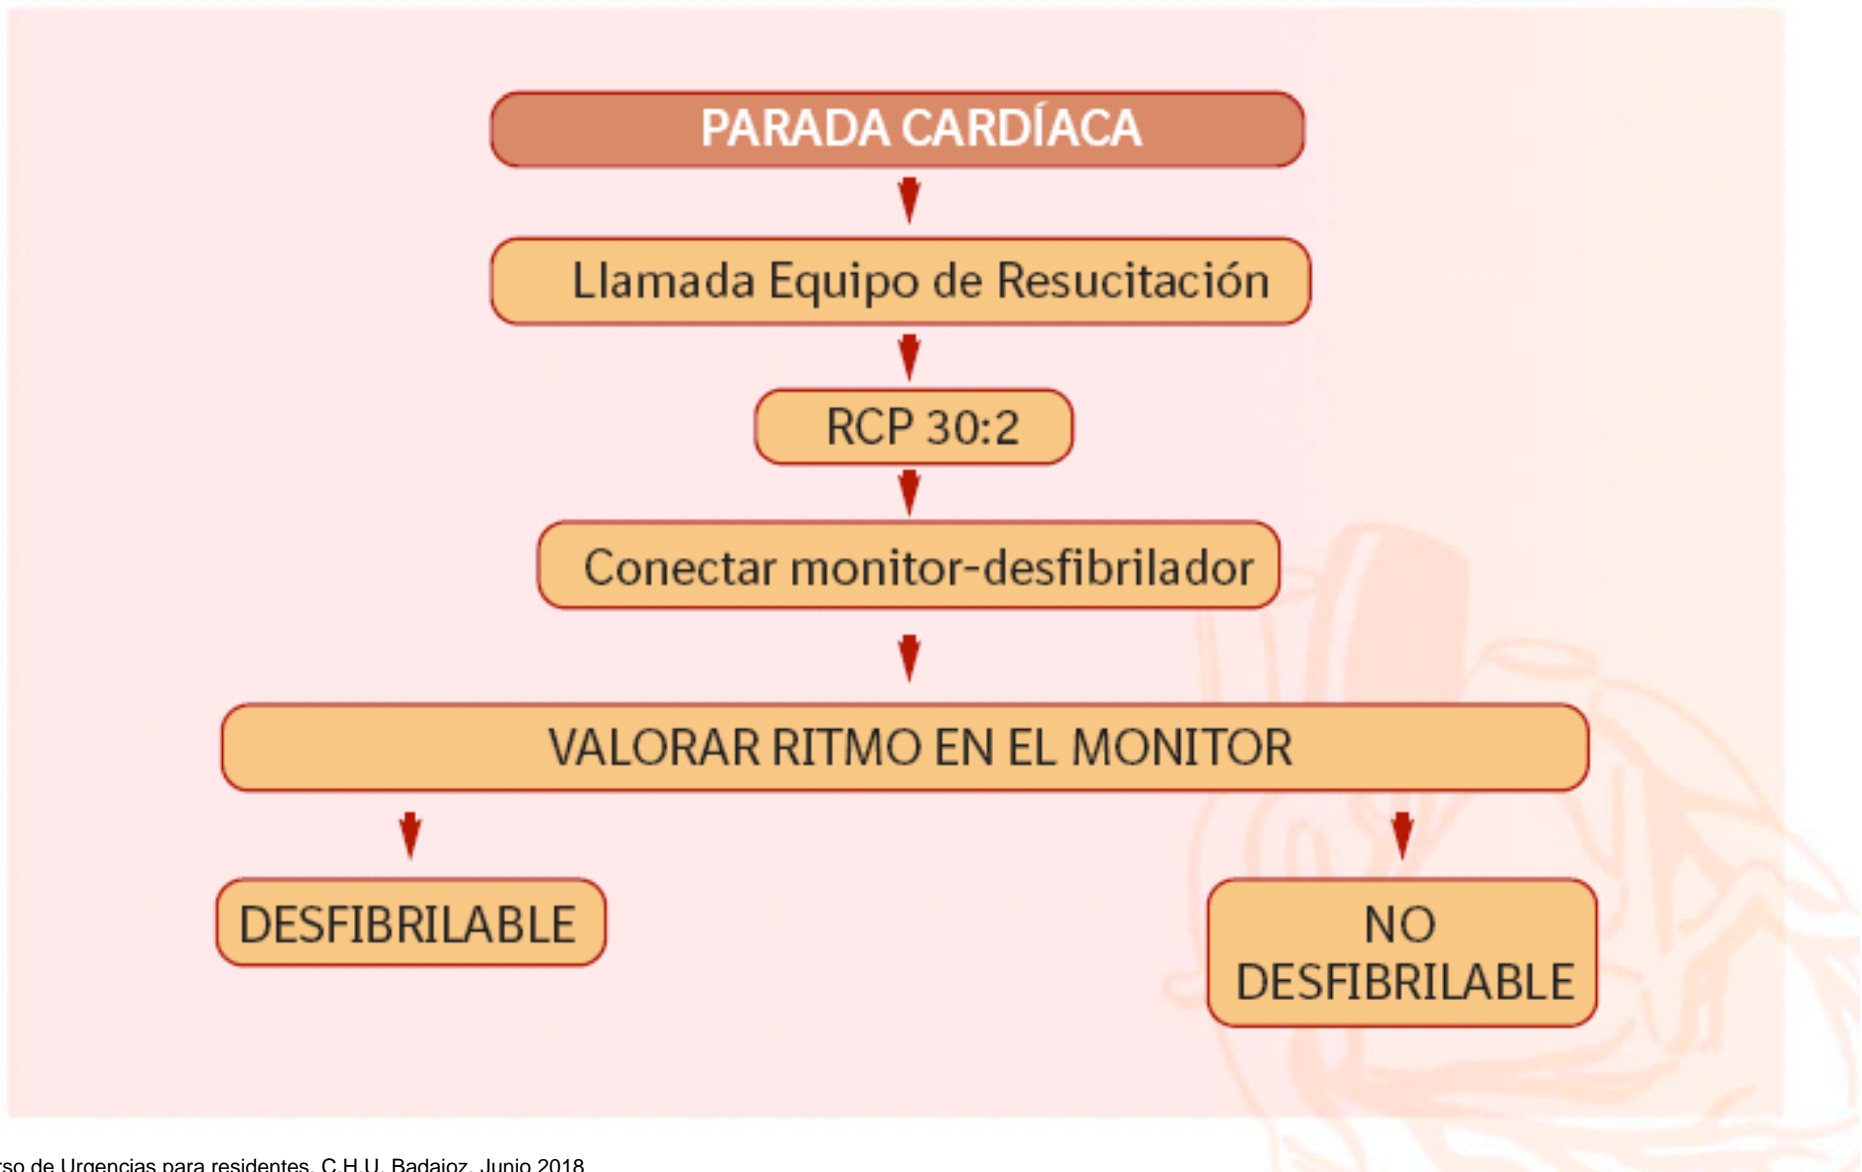 PARADA CARDÍACA
Llamada Equipo de Resucitación
RCP 30:2
Conectar monitor-desfibrilador
VALORAR RITMO EN EL MONITOR
DESFIBRILABLE
NO
DESFIBRILABLE
de Urgencias para residentes. C.H.U. Badajoz. Junio 2018